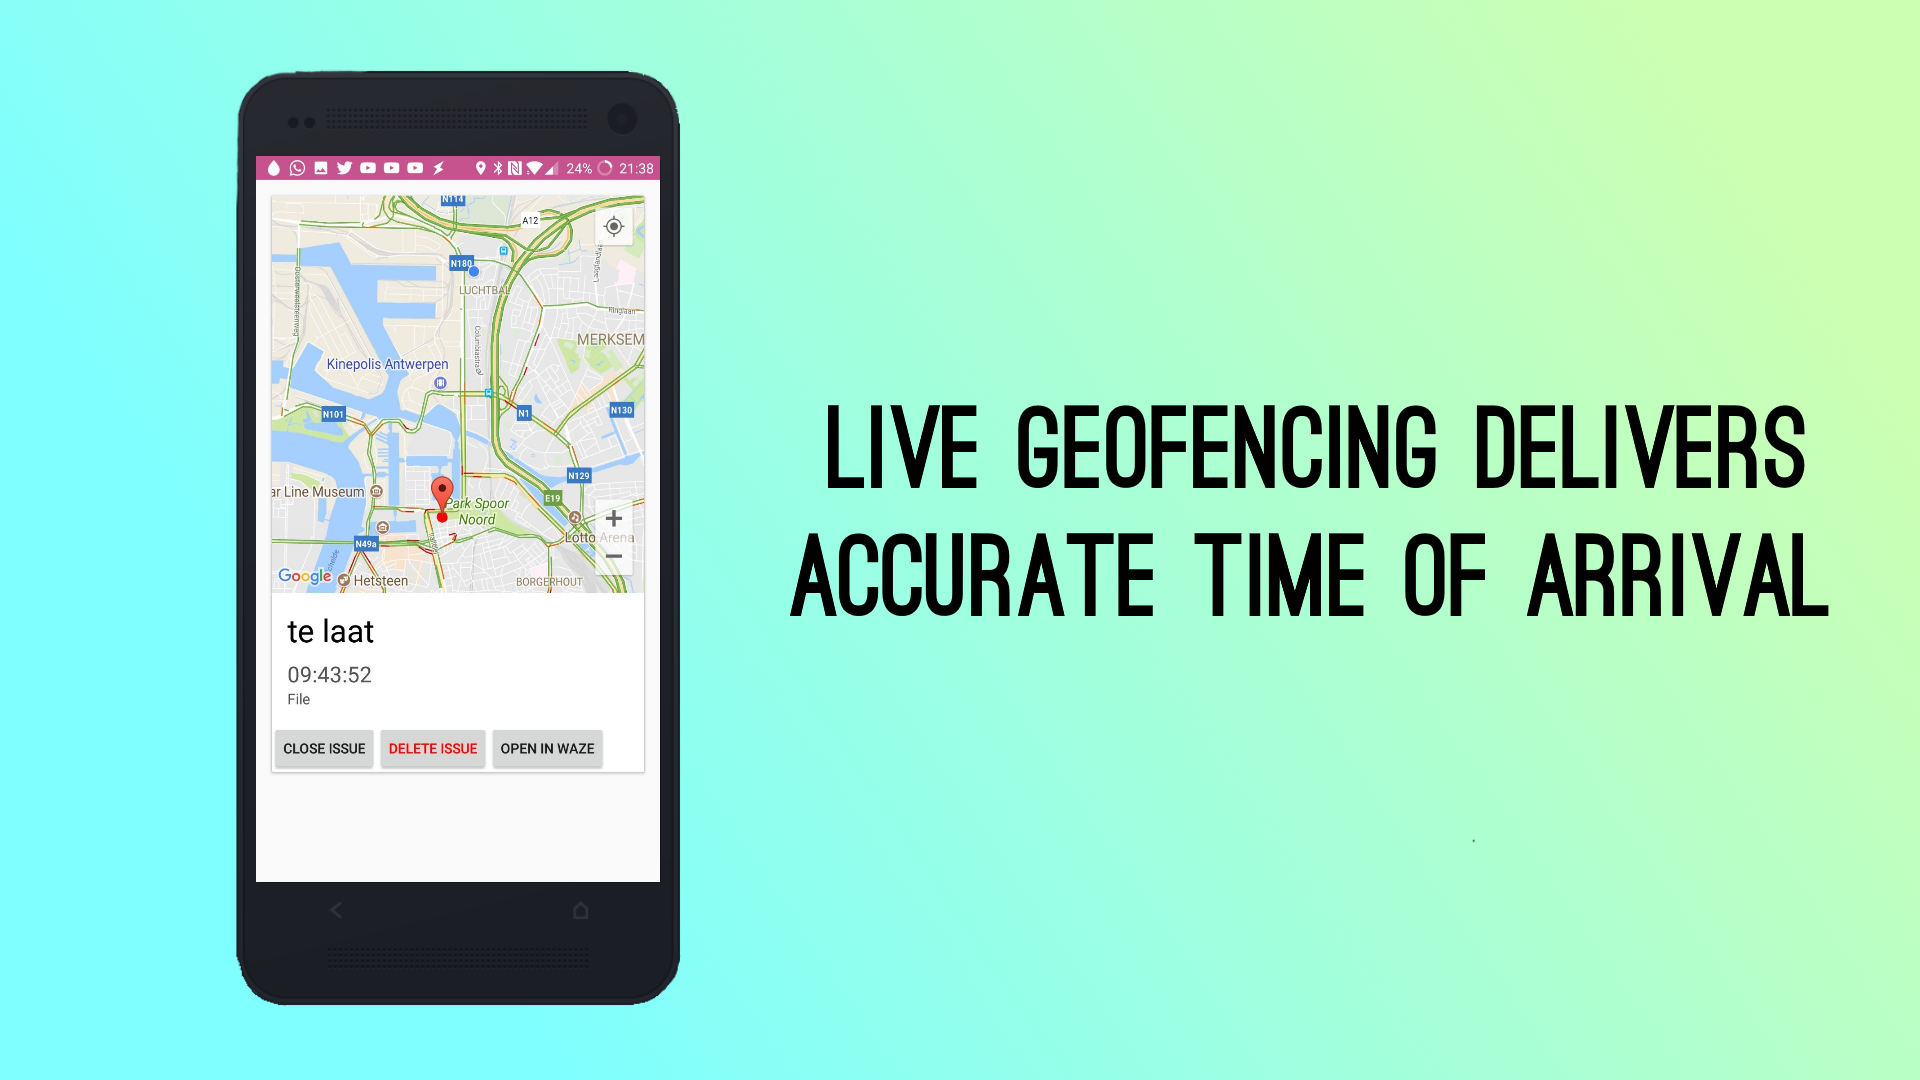 24% 21:38
N114
A12
N180
LUCHTBAL
MERKSEM
Kinepolis Antwerpen
N101
N1
N130
N129
ar Line Museum
E19
Park Spoor
Noord
Lotto Arena
N49a
Google
Hetsteen
BORGERHOUT
te laat
09:43:52
File
CLOSE ISSUE DELETE ISSUE OPEN IN WAZE
LIVE GEOFENCING DELIVERS
ACCURATE TIME OF ARRIVAL